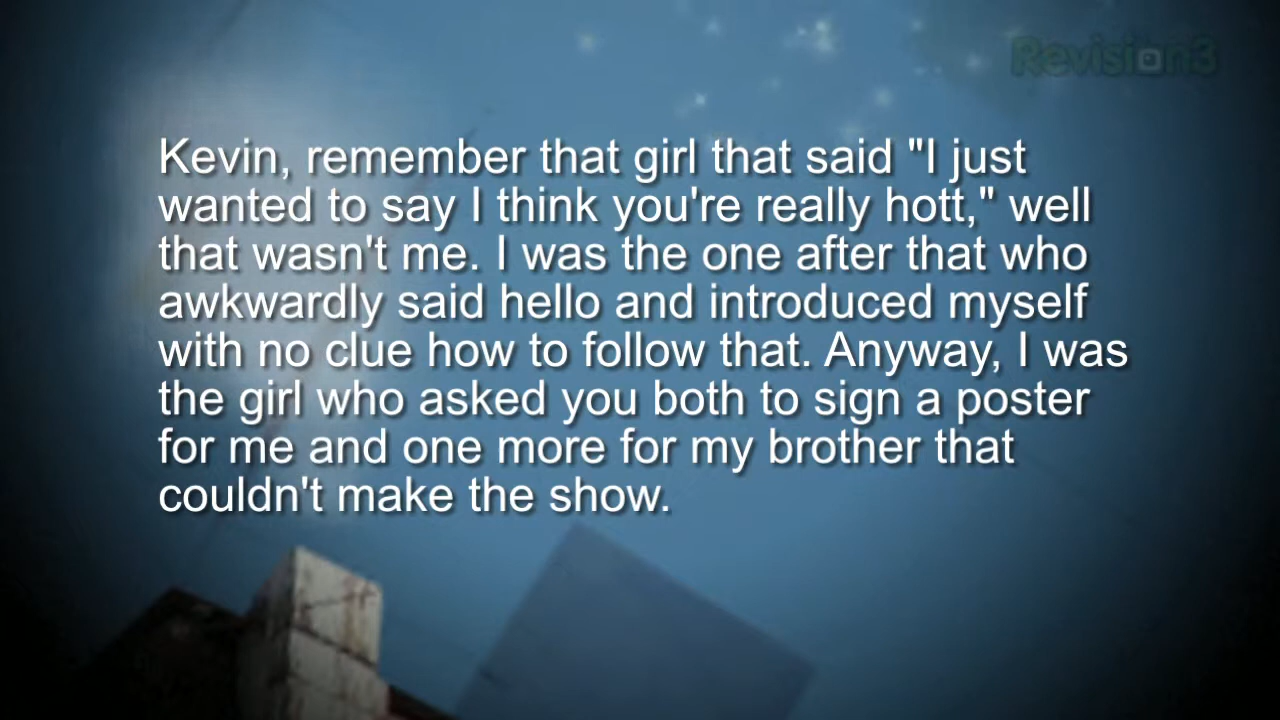 Revision3
Kevin, remember that girl that said "I just
wanted to say I think you're really hott," well
that wasn't me. I was the one after that who
awkwardly said hello and introduced myself
with no clue how to follow that. Anyway, I was
the girl who asked you both to sign a poster
for me and one more for my brother that
couldn't make the show.